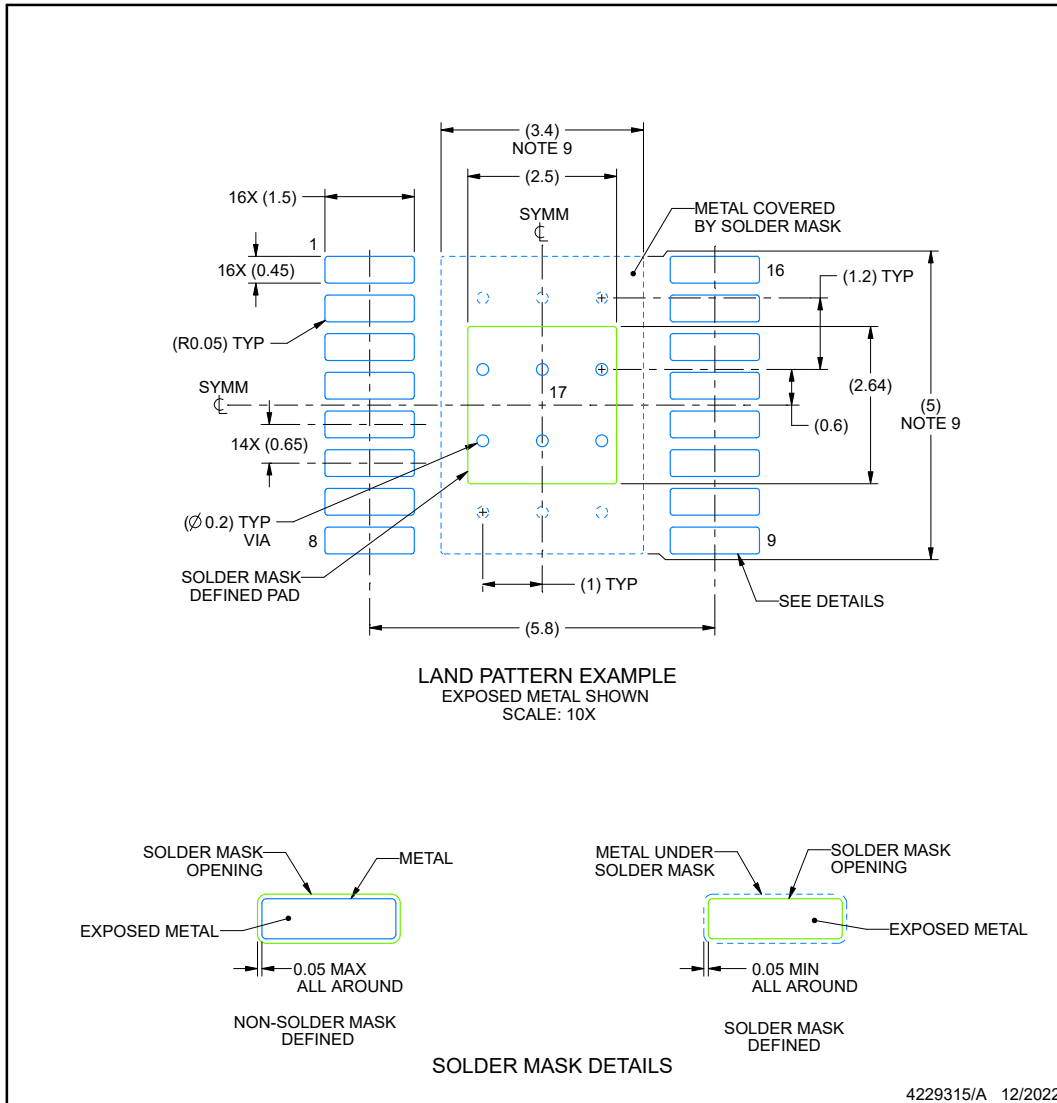 (3.4)
NOTE 9
(2.5)
16X (1.5)
SYMM
℄
METAL COVERED
BY SOLDER MASK
1
16
16X (0.45)
(1.2) TYP
(R0.05) TYP
SYMM
℄
17
(2.64)
(5)
NOTE 9
(0.6)
14X (0.65)
(Ø 0.2) TYP
VIA
8
9
SOLDER MASK
DEFINED PAD
(1) TYP
SEE DETAILS
(5.8)
LAND PATTERN EXAMPLE
EXPOSED METAL SHOWN
SCALE: 10X
SOLDER MASK
OPENING
METAL
EXPOSED METAL
0.05 MAX
ALL AROUND
NON-SOLDER MASK
DEFINED
METAL UNDER
SOLDER MASK
SOLDER MASK
OPENING
EXPOSED METAL
0.05 MIN
ALL AROUND
SOLDER MASK
DEFINED
SOLDER MASK DETAILS
4229315/A 12/2022